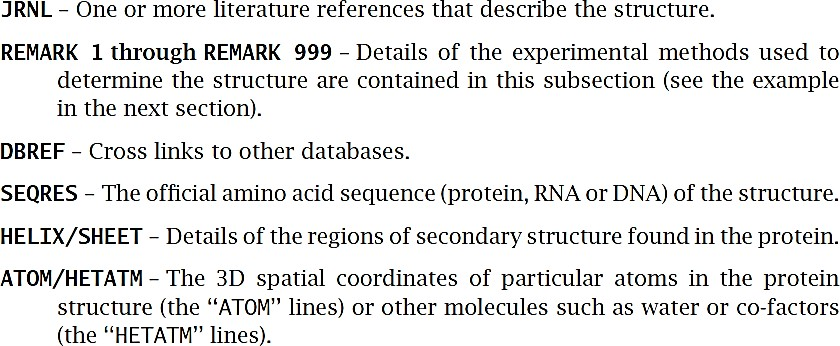 JRNL – One or more literature references that describe the structure.
REMARK 1 through REMARK 999 – Details of the experimental methods used to
determine the structure are contained in this subsection (see the example
in the next section).
DBREF – Cross links to other databases.
SEQRES – The official amino acid sequence (protein, RNA or DNA) of the structure.
HELIX/SHEET – Details of the regions of secondary structure found in the protein.
ATOM/HETATM – The 3D spatial coordinates of particular atoms in the protein
structure (the “ATOM” lines) or other molecules such as water or co-factors
(the “HETATM” lines).